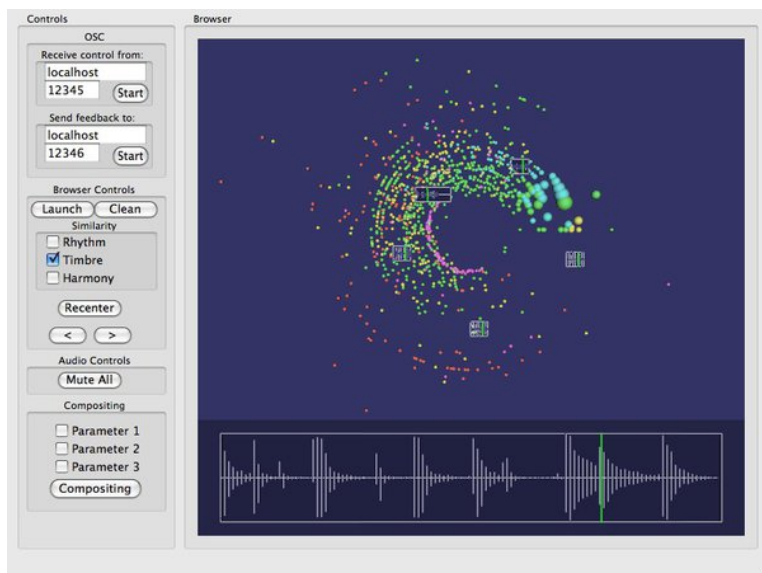 Controls
OSC
Receive control from:
localhost
12345 Start
Send feedback to:
localhost
12346 Start
Browser Controls
Launch Clean
Similarity
Rhythm
Timbre
Harmony
Recenter
< >
Audio Controls
Mute All
Compositing
Parameter 1
Parameter 2
Parameter 3
Compositing
Browser